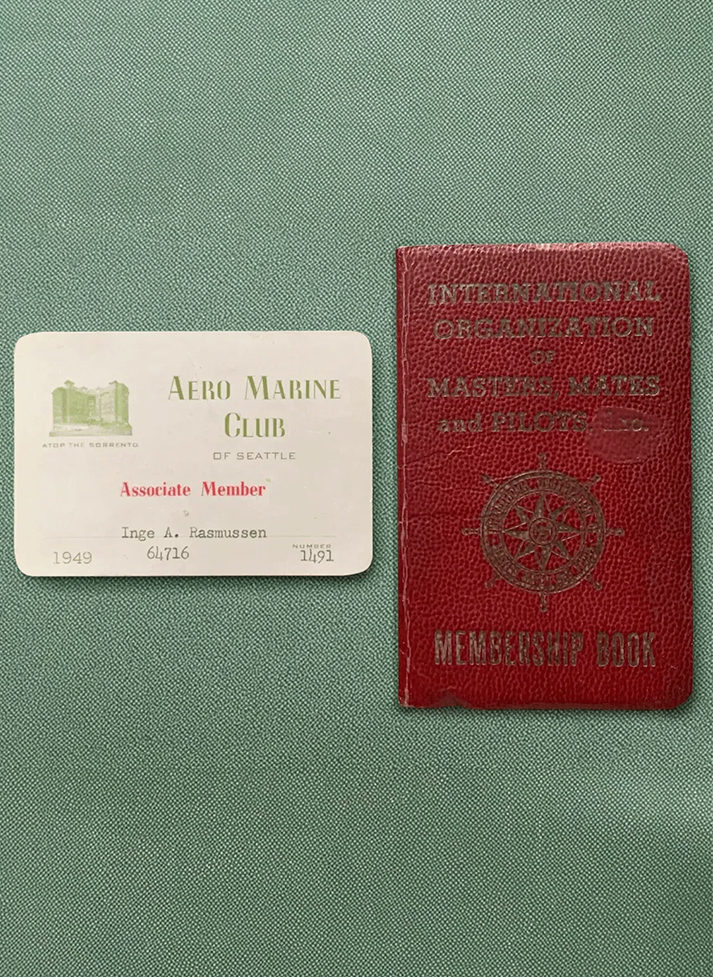 AERO MARINE
CLUB
OF SEATTLE
ATOP THE SORRENTO
Associate Member
Inge A. Rasmussen
1949
64716
NUMBER
1491
INTERNATIONAL
ORGANIZATION
OF
MASTERS, MATES
and PILOTS, Inc.
MEMBERSHIP BOOK